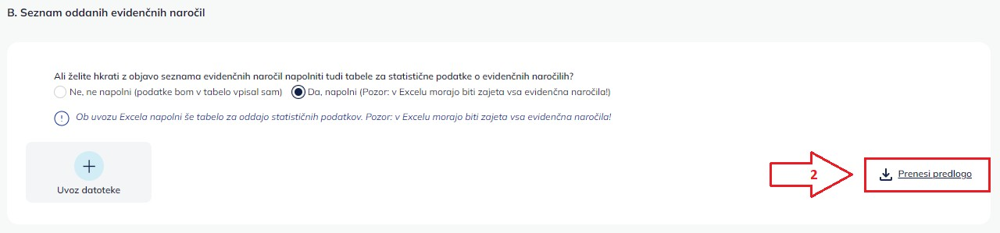 B. Seznam oddanih evidenčnih naročil
Ali želite hkrati z objavo seznama evidenčnih naročil napolniti tudi tabele za statistične podatke o evidenčnih naročilih?
Ne, ne napolni (podatke bom v tabelo vpisal sam) Da, napolni (Pozor: v Excelu morajo biti zajeta vsa evidenčna naročila!)
Ob uvozu Excela napolni še tabelo za oddajo statističnih podatkov. Pozor: v Excelu morajo biti zajeta vsa evidenčna naročila!
Uvoz datoteke
2
Prenesi predlogo